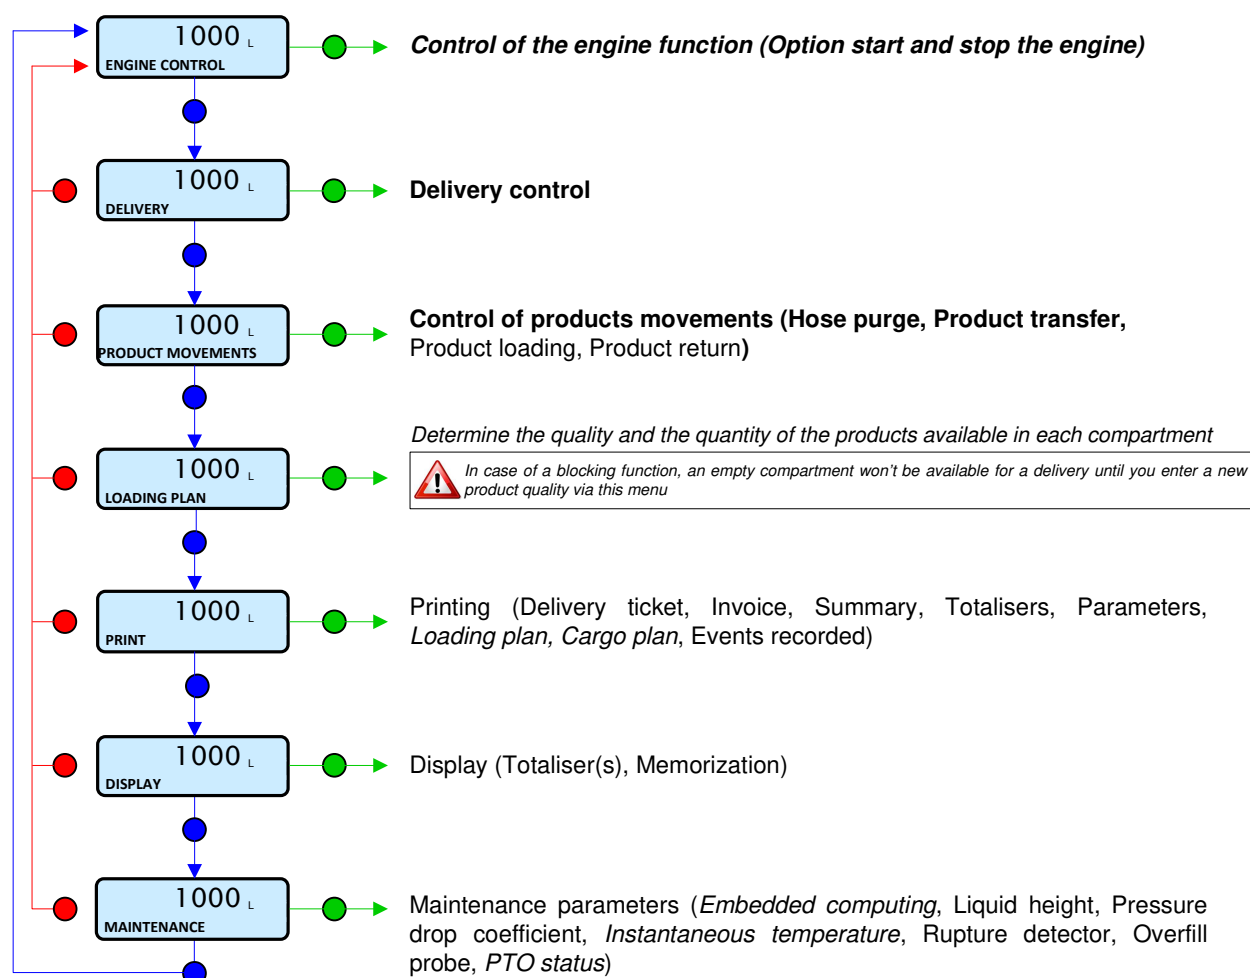 1000 L
ENGINE CONTROL
Control of the engine function (Option start and stop the engine)
1000 L
DELIVERY
Delivery control
1000 L
PRODUCT MOVEMENTS
Control of products movements (Hose purge, Product transfer,
Product loading, Product return)
Determine the quality and the quantity of the products available in each compartment
1000 L
LOADING PLAN
In case of a blocking function, an empty compartment won't be available for a delivery until you enter a new
product quality via this menu
1000 L
PRINT
Printing (Delivery ticket, Invoice, Summary, Totalisers, Parameters,
Loading plan, Cargo plan, Events recorded)
1000 L
DISPLAY
Display (Totaliser(s), Memorization)
1000 L
MAINTENANCE
Maintenance parameters (Embedded computing, Liquid height, Pressure
drop coefficient, Instantaneous temperature, Rupture detector, Overfill
probe, PTO status)